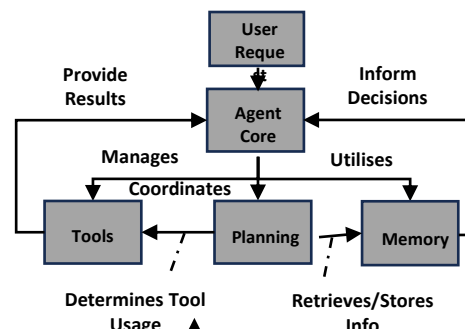 User
Reque
st
Provide
Results
Inform
Decisions
Agent
Core
Manages
Utilises
Coordinates
Tools
Planning
Memory
Determines Tool
Usage
Retrieves/Stores
Info